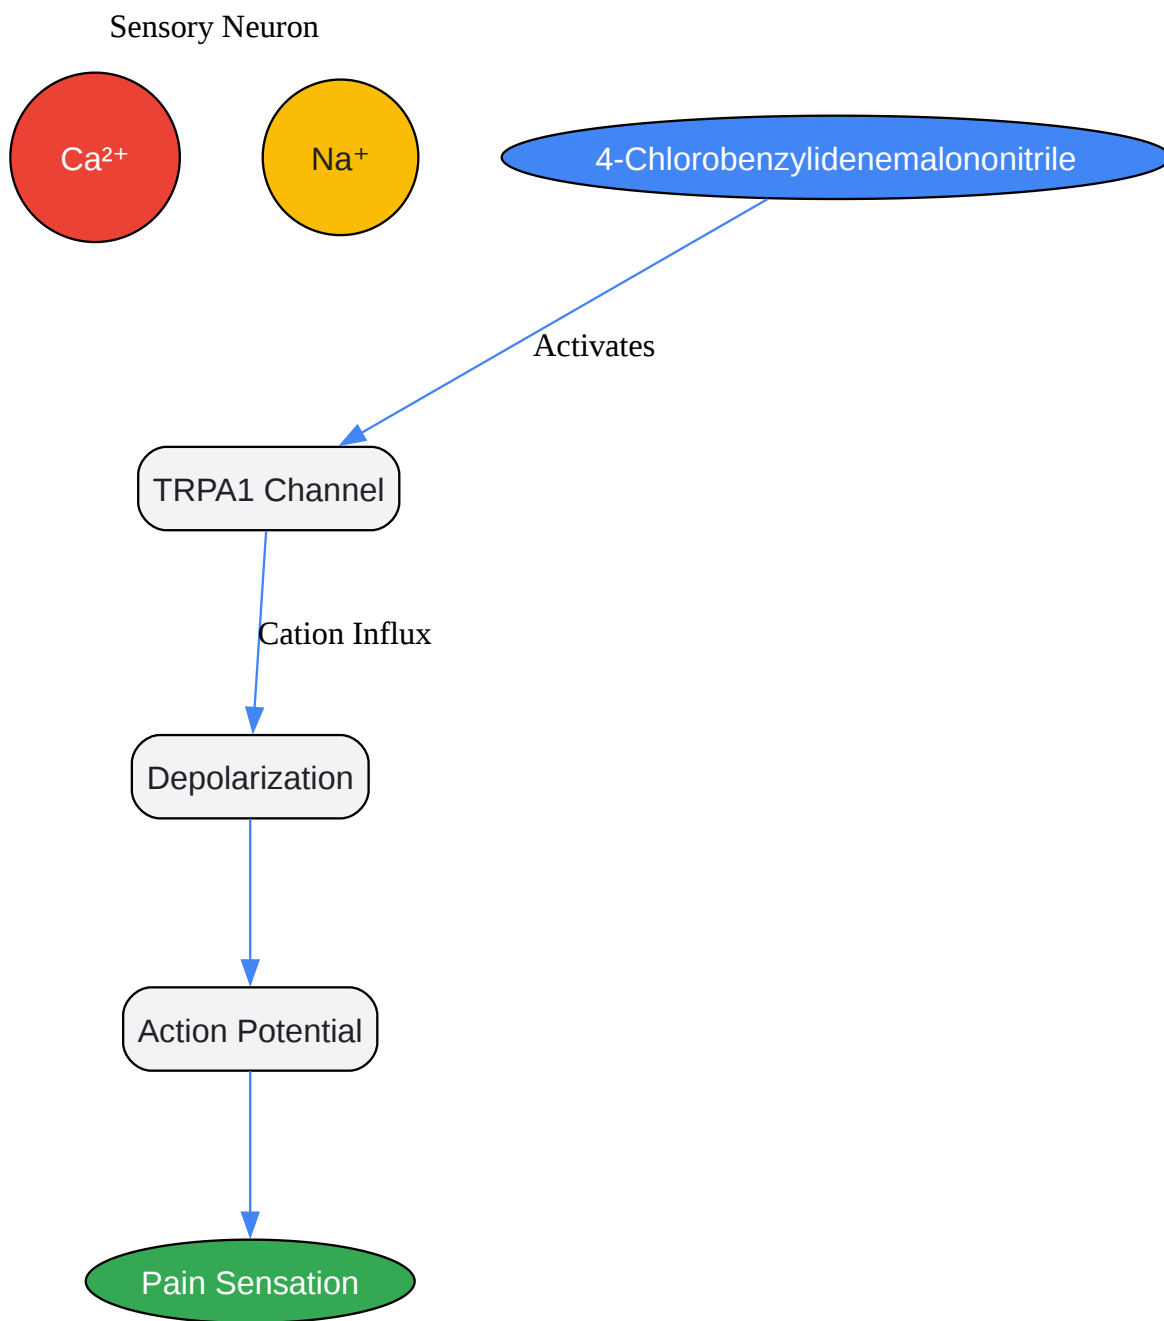 Sensory Neuron
Ca²⁺
Na⁺
4-Chlorobenzylidenemalononitrile
Activates
TRPA1 Channel
Cation Influx
Depolarization
Action Potential
Pain Sensation